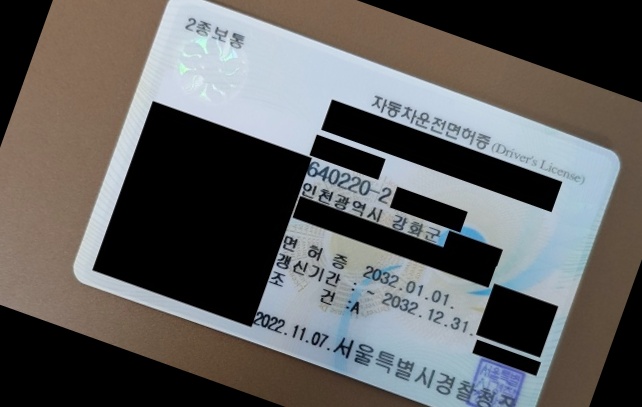 2종보통
자동차운전면허증 (Driver's License)
640220-2
인천광역시 강화군
면 허 증
갱신기간 : 2032.01.01.
2032.12.31.
조 건 :A
2022.11.07. 서울특별시경찰청장